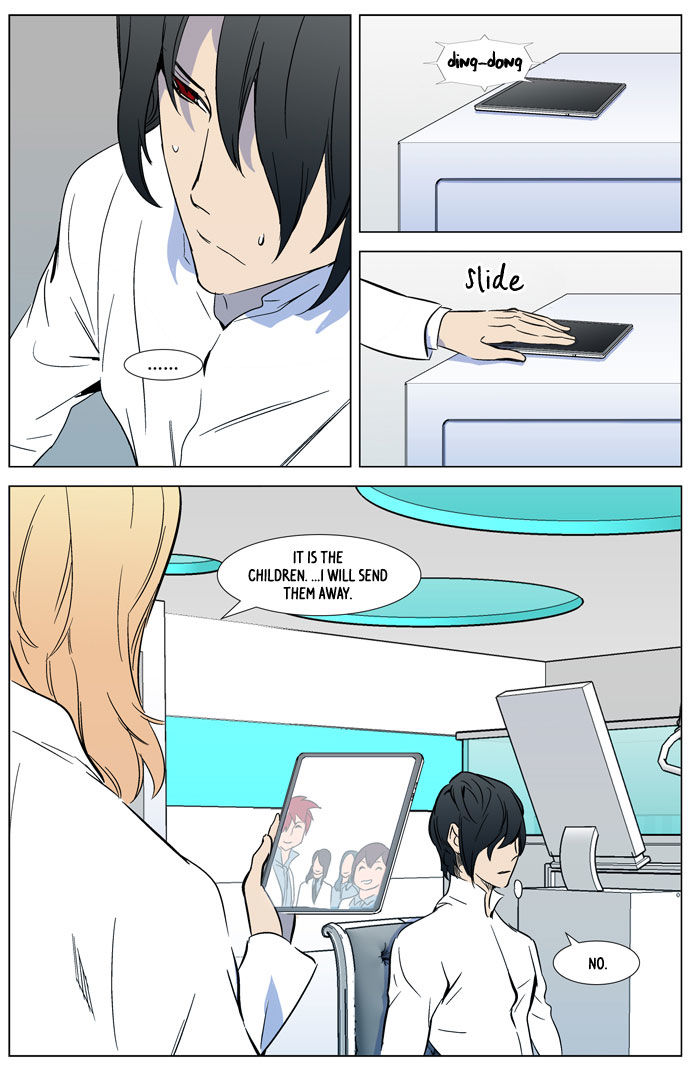 ......
ding-dong
slide
IT IS THE
CHILDREN. ...I WILL SEND
THEM AWAY.
NO.